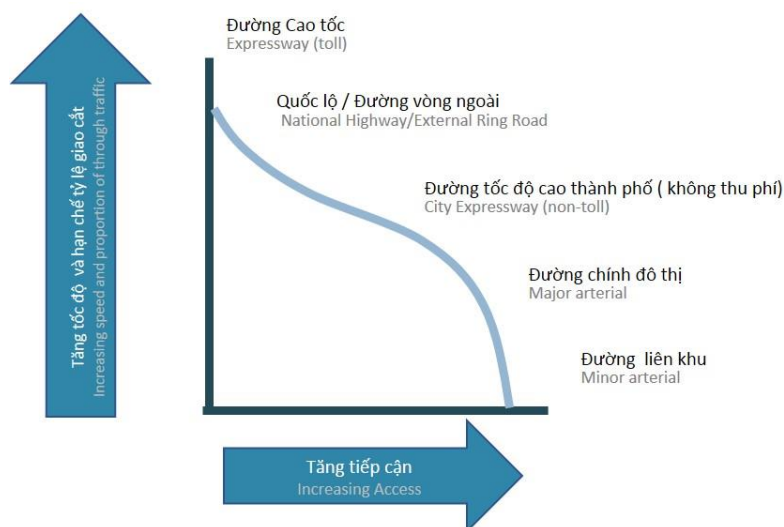 Đường Cao tốc
Expressway (toll)
Quốc lộ / Đường vòng ngoài
National Highway/External Ring Road
Đường tốc độ cao thành phố ( không thu phí)
City Expressway (non-toll)
Đường chính đô thị
Major arterial
Đường liên khu
Minor arterial
Tăng tốc độ và hạn chế tỷ lệ giao cắt
Increasing speed and proportion of through traffic
Tăng tiếp cận
Increasing Access